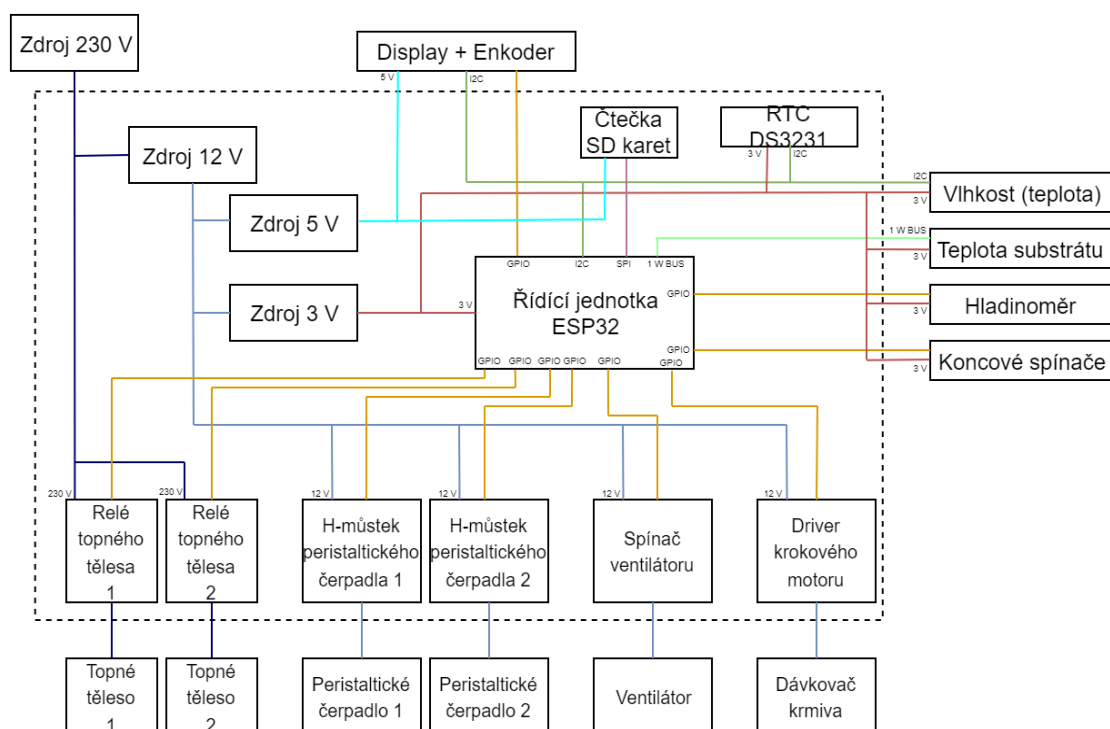 Zdroj 230 V
Display + Enkoder
5 V
I2C
Čtečka
SD karet
RTC
DS3231
3 V
I2C
Zdroj 12 V
I2C
3 V
Vlhkost (teplota)
Zdroj 5 V
1 W BUS
3 V
Teplota substrátu
GPIO
I2C
SPI
1 W BUS
Zdroj 3 V
3 V
Řídící jednotka
ESP32
GPIO
3 V
Hladinoměr
GPIO
3 V
Koncové spínače
GPIO
GPIO
GPIO
GPIO
GPIO
GPIO
230 V
230 V
12 V
12 V
12 V
12 V
Relé
topného
tělesa
1
Relé
topného
tělesa
2
H-můstek
peristaltického
čerpadla 1
H-můstek
peristaltického
čerpadla 2
Spínač
ventilátoru
Driver
krokového
motoru
Topné
těleso
1
Topné
těleso
2
Peristaltické
čerpadlo 1
Peristaltické
čerpadlo 2
Ventilátor
Dávkovač
krmiva